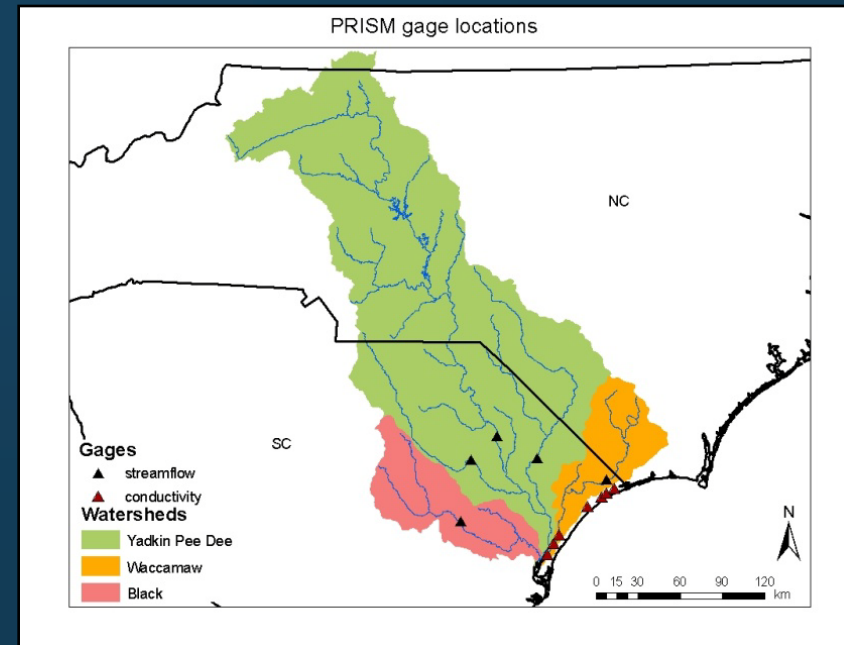 PRISM gage locations
NC
SC
Gages
streamflow
conductivity
Watersheds
Yadkin Pee Dee
Waccamaw
Black
N
0 15 30 60 90 120
km